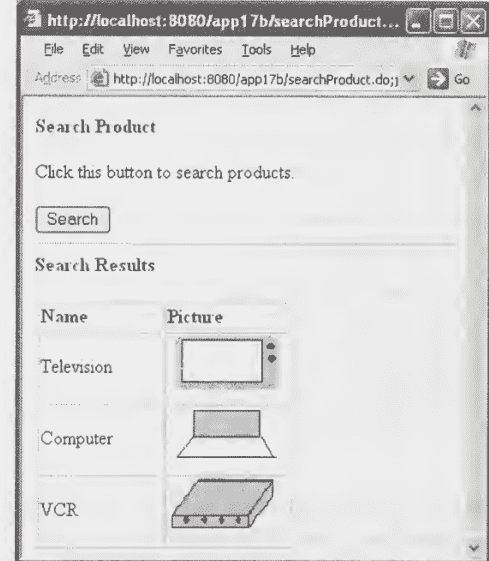 http://localhost:8080/app17b/searchProduct...
File Edit View Favorites Tools Help
Address http://localhost:8080/app17b/searchProduct.do;j Go
Search Product
Click this button to search products.
Search
Search Results
Name Picture
Television
Computer
VCR